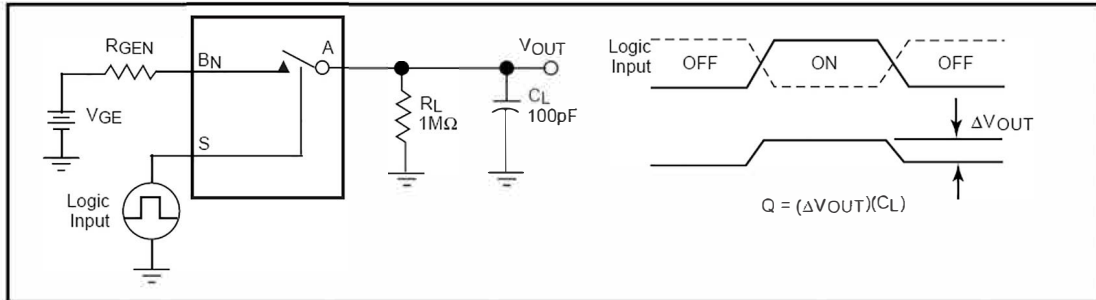 RGEN
BN
A
VOUT
VGE
RL
1MΩ
CL
100pF
S
Logic
Input
Logic
Input
OFF
ON
OFF
ΔVOUT
Q = (ΔVOUT)(CL)